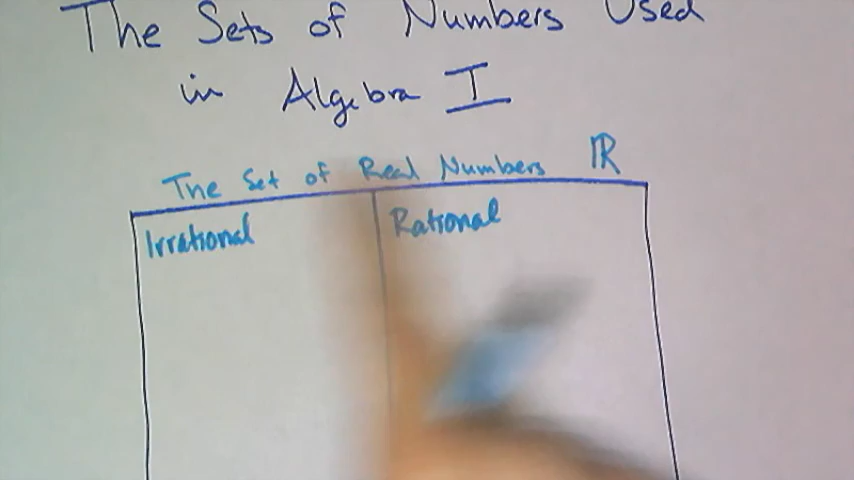 The Sets of Numbers Used
in Algebra I
The Set of Real Numbers ℝ
Irrational
Rational